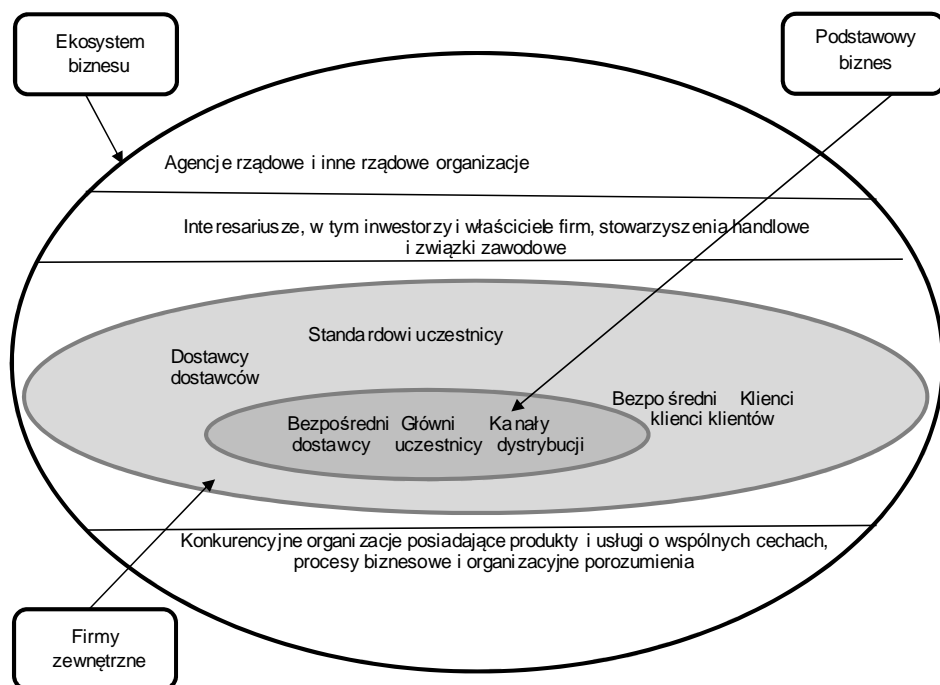 Ekosystem
biznesu
Podstawowy
biznes
Agencje rządowe i inne rządowe organizacje
Interesariusze, w tym inwestorzy i właściciele firm, stowarzyszenia handlowe
i związki zawodowe
Standardowi uczestnicy
Dostawcy
dostawców
Bezpośredni Klienci
klienci klientów
Bezpośredni Główni Kanały
dostawcy uczestnicy dystrybucji
Konkurencyjne organizacje posiadające produkty i usługi o wspólnych cechach,
procesy biznesowe i organizacyjne porozumienia
Firmy
zewnętrzne